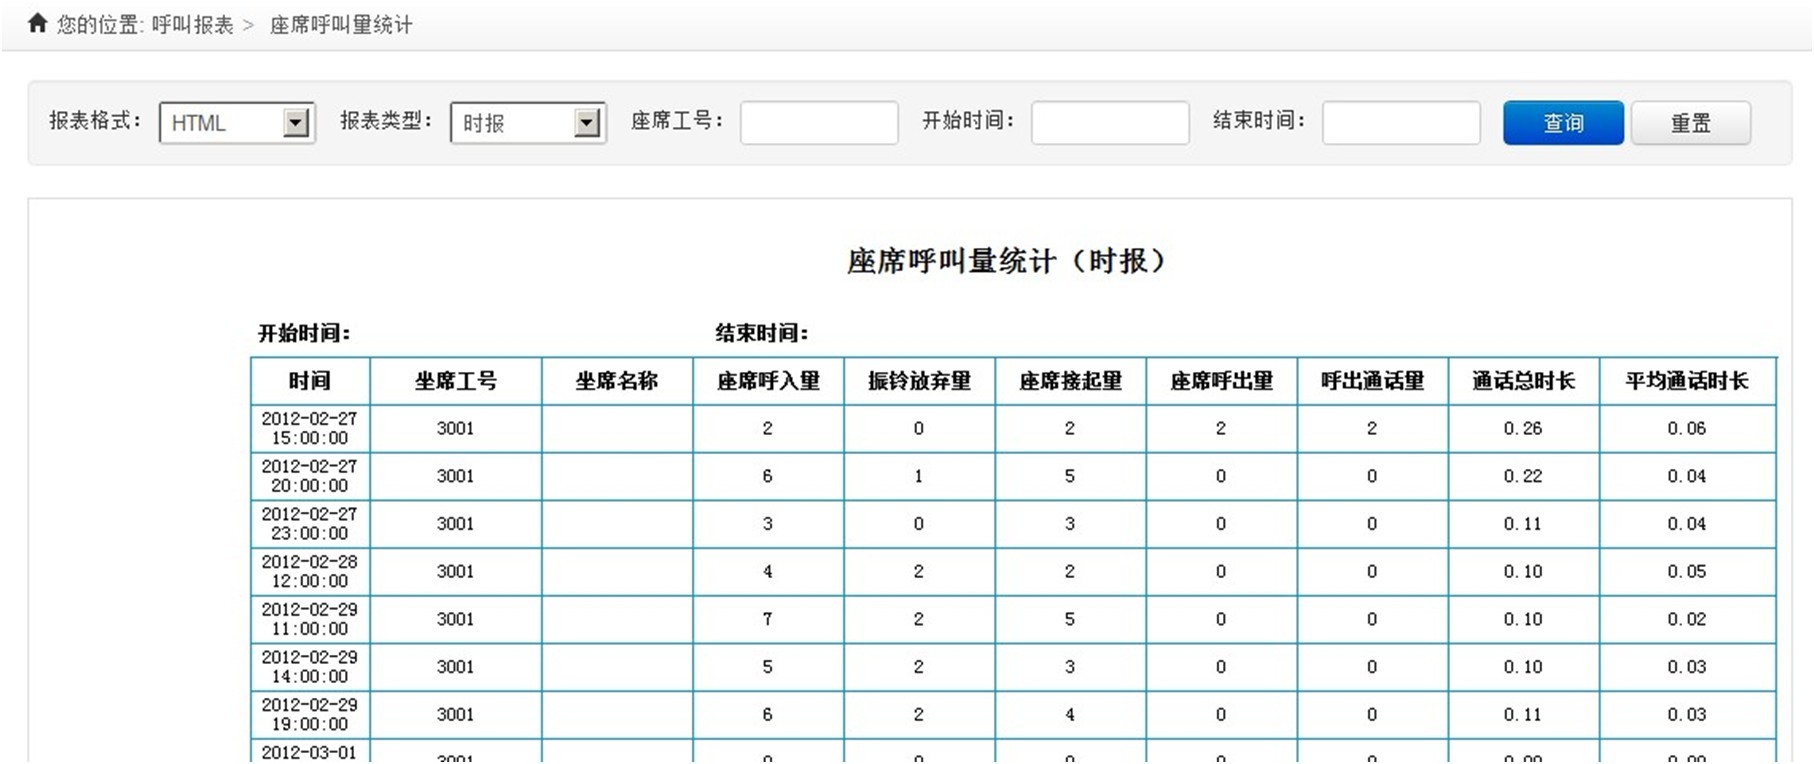 您的位置: 呼叫报表 > 座席呼叫量统计
报表格式: HTML 报表类型: 时报 座席工号: 开始时间: 结束时间: 查询 重置
座席呼叫量统计（时报）
开始时间: 结束时间:
时间 坐席工号 坐席名称 座席呼入量 振铃放弃量 座席接起量 座席呼出量 呼出通话量 通话总时长 平均通话时长
2012-02-27 15:00:00 3001 2 0 2 2 2 0.26 0.06
2012-02-27 20:00:00 3001 6 1 5 0 0 0.22 0.04
2012-02-27 23:00:00 3001 3 0 3 0 0 0.11 0.04
2012-02-28 12:00:00 3001 4 2 2 0 0 0.10 0.05
2012-02-29 11:00:00 3001 7 2 5 0 0 0.10 0.02
2012-02-29 14:00:00 3001 5 2 3 0 0 0.10 0.03
2012-02-29 19:00:00 3001 6 2 4 0 0 0.11 0.03
2012-03-01